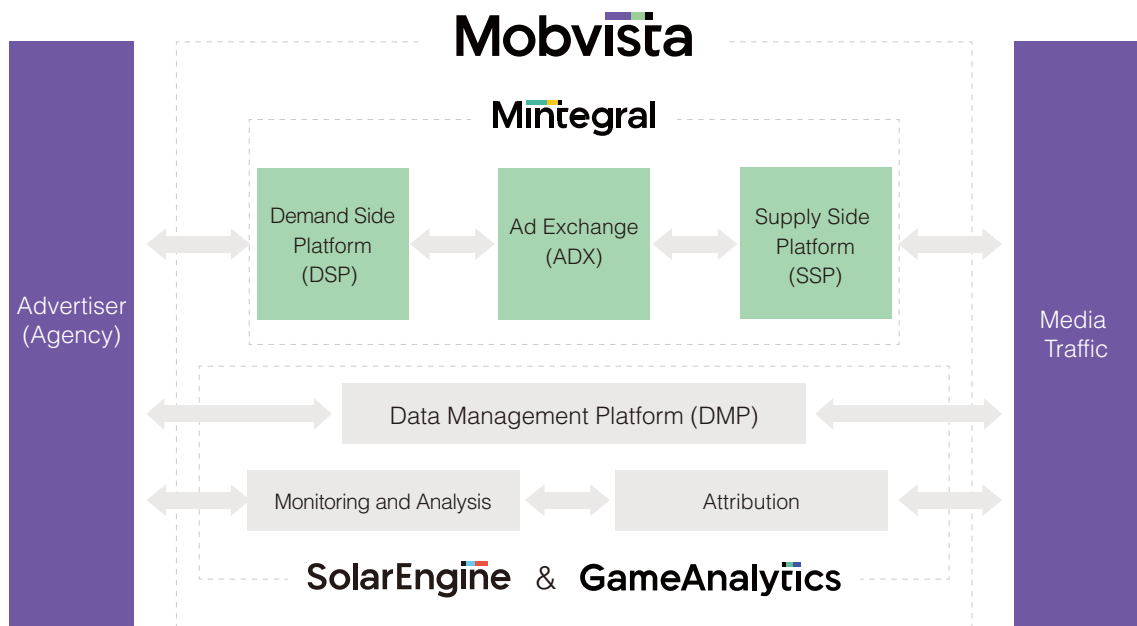 Mobvista
Mintegral
Demand Side
Platform
(DSP)
Ad Exchange
(ADX)
Supply Side
Platform
(SSP)
Advertiser
(Agency)
Media
Traffic
Data Management Platform (DMP)
Monitoring and Analysis
Attribution
SolarEngine & GameAnalytics